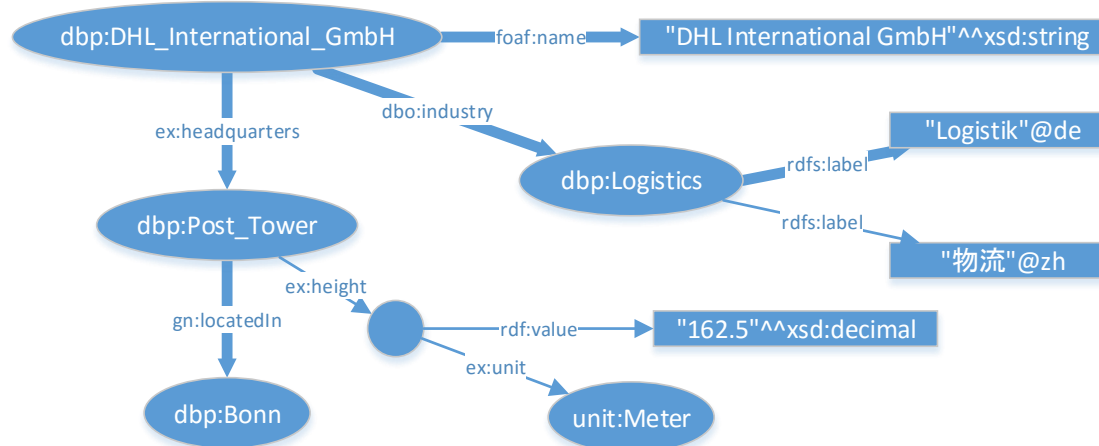 dbp:DHL_International_GmbH
foaf:name
"DHL International GmbH"^^xsd:string
dbo:industry
ex:headquarters
"Logistik"@de
rdfs:label
dbp:Logistics
dbp:Post_Tower
rdfs:label
"物流"@zh
ex:height
gn:locatedIn
rdf:value
"162.5"^^xsd:decimal
ex:unit
dbp:Bonn
unit:Meter